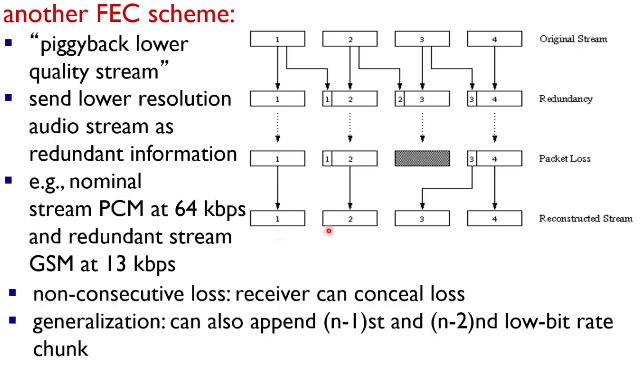 another FEC scheme:
▪ “piggyback lower
quality stream”
▪ send lower resolution
audio stream as
redundant information
▪ e.g., nominal
stream PCM at 64 kbps
and redundant stream
GSM at 13 kbps
▪ non-consecutive loss: receiver can conceal loss
▪ generalization: can also append (n-1)st and (n-2)nd low-bit rate
chunk
1 2 3 4 Original Stream
1 1 2 2 3 3 4 Redundancy
1 1 2 3 4 Packet Loss
1 2 3 4 Reconstructed Stream